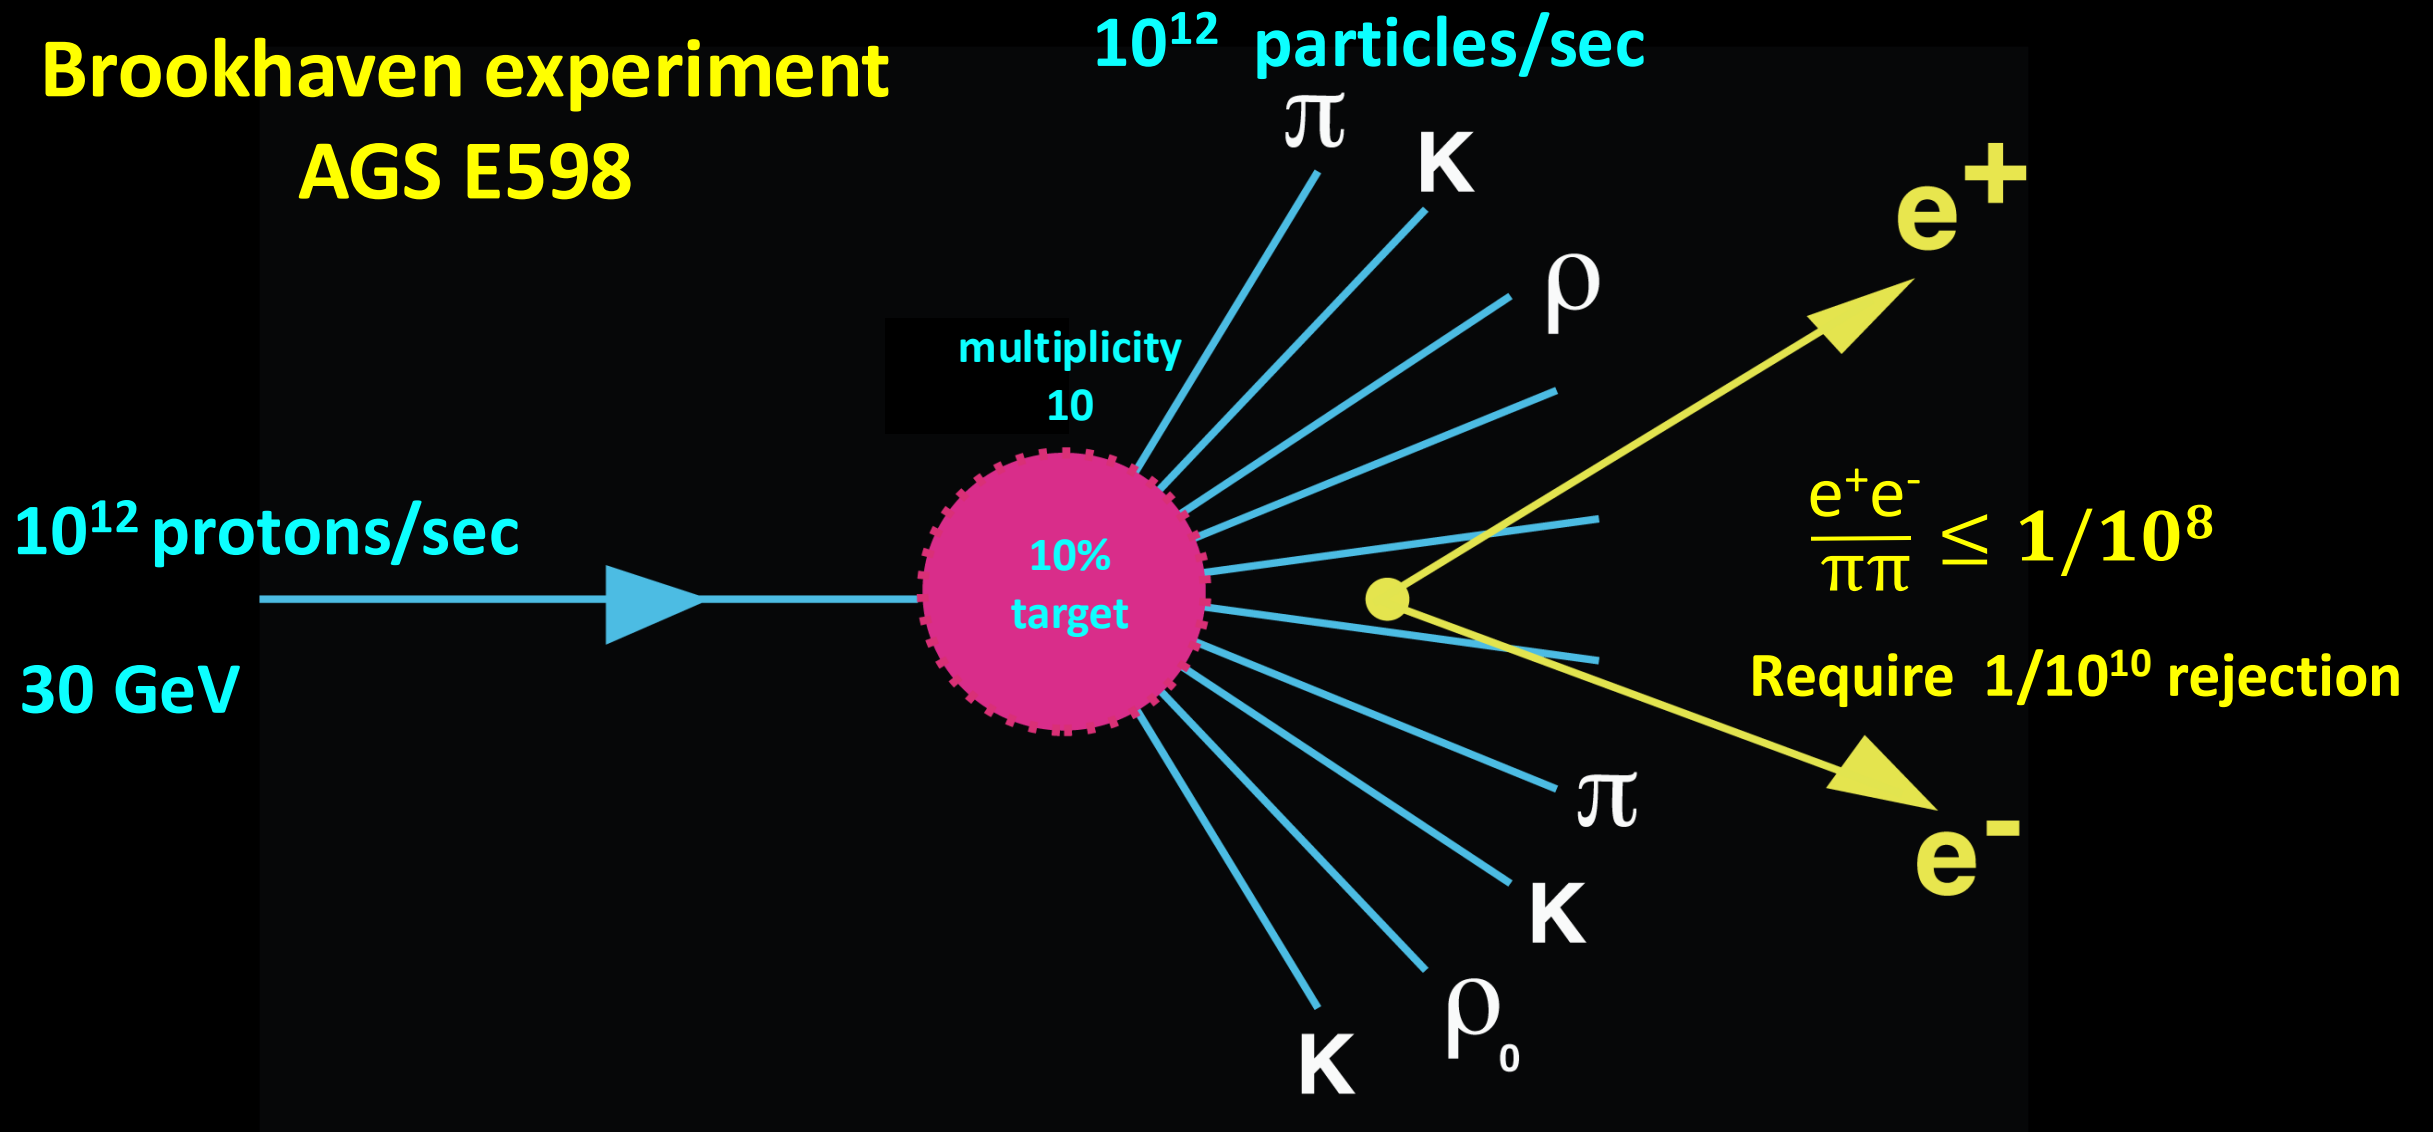 Brookhaven experiment
AGS E598
10¹² particles/sec
π
K
ρ
e⁺
multiplicity
10
10¹² protons/sec
30 GeV
10%
target
e⁺e⁻
ππ
≤ 1/10⁸
Require 1/10¹⁰ rejection
π
K
ρ₀
K
e⁻